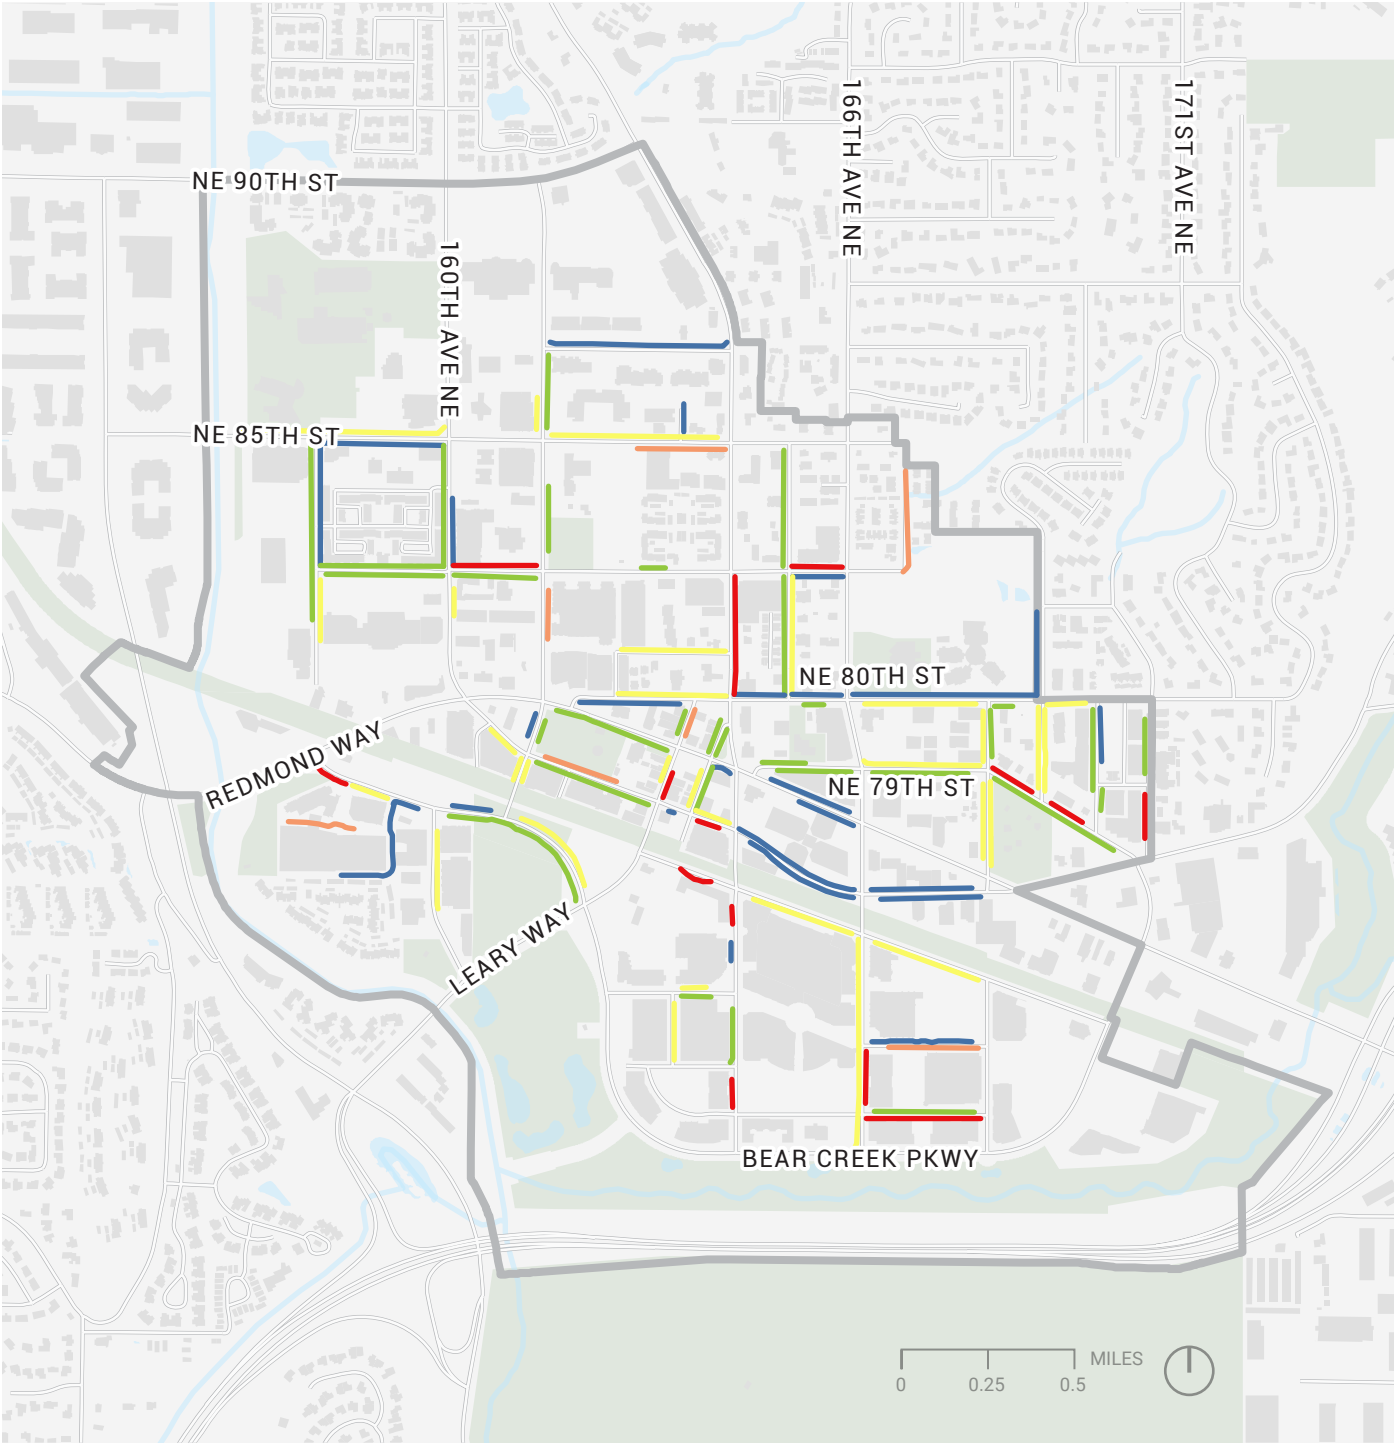 166TH AVE NE
171ST AVE NE
NE 90TH ST
160TH AVE NE
NE 85TH ST
NE 80TH ST
REDMOND WAY
NE 79TH ST
LEARY WAY
BEAR CREEK PKWY
MILES
0 0.25 0.5